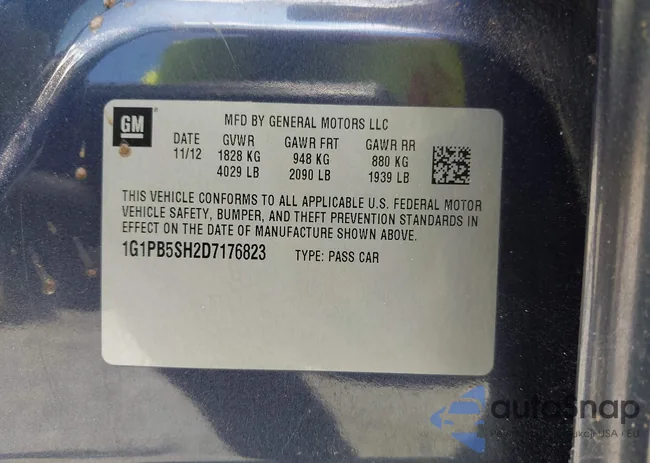 GM
MFD BY GENERAL MOTORS LLC
DATE GVWR GAWR FRT GAWR RR
11/12 1828 KG 948 KG 880 KG
4029 LB 2090 LB 1939 LB
THIS VEHICLE CONFORMS TO ALL APPLICABLE U.S. FEDERAL MOTOR
VEHICLE SAFETY, BUMPER, AND THEFT PREVENTION STANDARDS IN
EFFECT ON THE DATE OF MANUFACTURE SHOWN ABOVE.
1G1PB5SH2D7176823 TYPE: PASS CAR
autoSnap
USA - EU